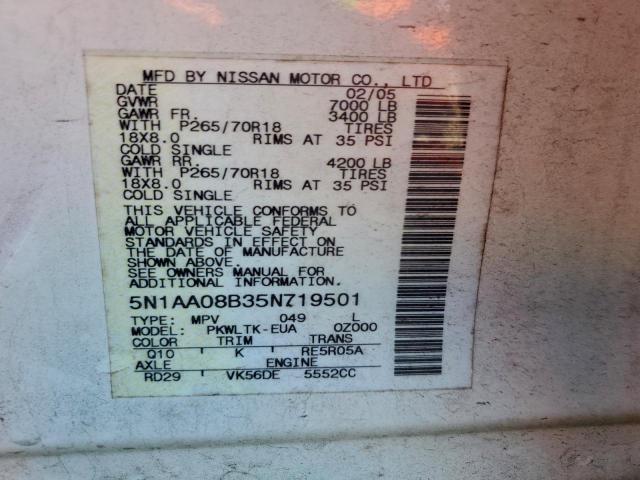 MFD BY NISSAN MOTOR CO., LTD
DATE 02/05
GVWR 7000 LB
GAWR FR. 3400 LB
WITH P265/70R18 TIRES
18X8.0 RIMS AT 35 PSI
COLD SINGLE
GAWR RR. 4200 LB
WITH P265/70R18 TIRES
18X8.0 RIMS AT 35 PSI
COLD SINGLE
THIS VEHICLE CONFORMS TO
ALL APPLICABLE FEDERAL
MOTOR VEHICLE SAFETY
STANDARDS IN EFFECT ON
THE DATE OF MANUFACTURE
SHOWN ABOVE.
SEE OWNERS MANUAL FOR
ADDITIONAL INFORMATION.
5N1AA08B35N719501
TYPE: MPV 049 L
MODEL: PKWLTK-EUA 0Z000
COLOR TRIM TRANS
Q10 K RE5R05A
AXLE ENGINE
RD29 VK56DE 5552CC